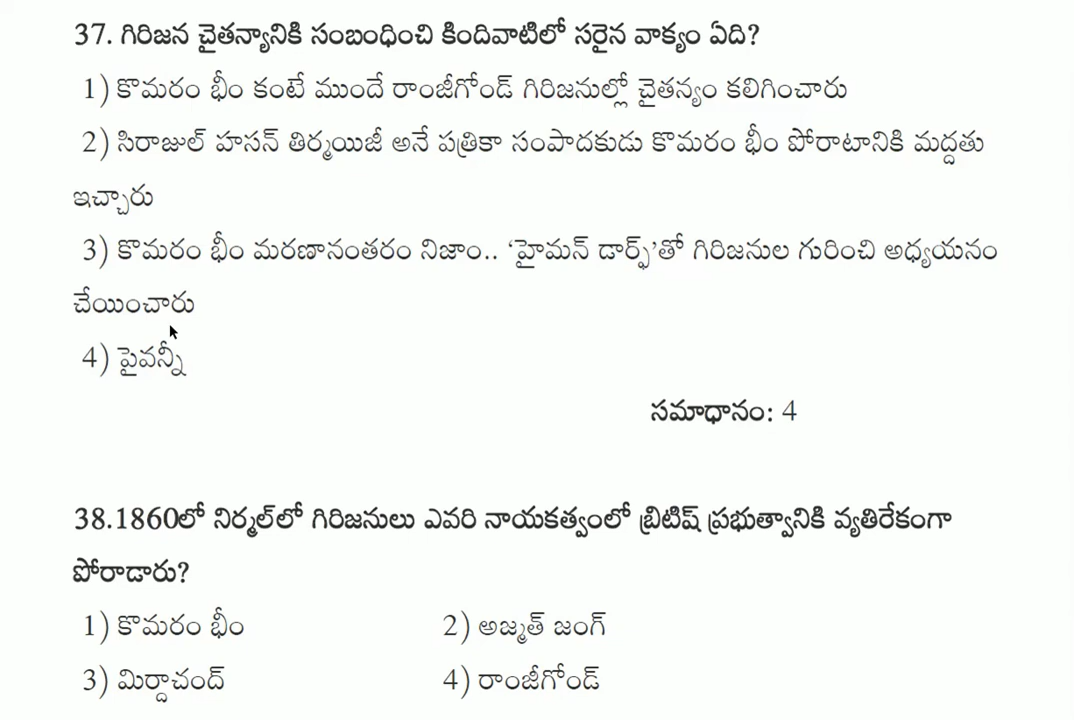 37. గిరిజన చైతన్యానికి సంబంధించి కిందివాటిలో సరైన వాక్యం ఏది?
1) కొమరం భీం కంటే ముందే రాంజీగోండ్ గిరిజనుల్లో చైతన్యం కలిగించారు
2) సిరాజుల్ హసన్ తిర్మయిజీ అనే పత్రికా సంపాదకుడు కొమరం భీం పోరాటానికి మద్దతు
ఇచ్చారు
3) కొమరం భీం మరణానంతరం నిజాం.. ‘హైమన్ డార్ఫ్’తో గిరిజనుల గురించి అధ్యయనం
చేయించారు
4) పైవన్నీ
సమాధానం: 4
38.1860లో నిర్మల్‌లో గిరిజనులు ఎవరి నాయకత్వంలో బ్రిటిష్ ప్రభుత్వానికి వ్యతిరేకంగా
పోరాడారు?
1) కొమరం భీం 2) అజ్మత్ జంగ్
3) మిర్దాచంద్ 4) రాంజీగోండ్